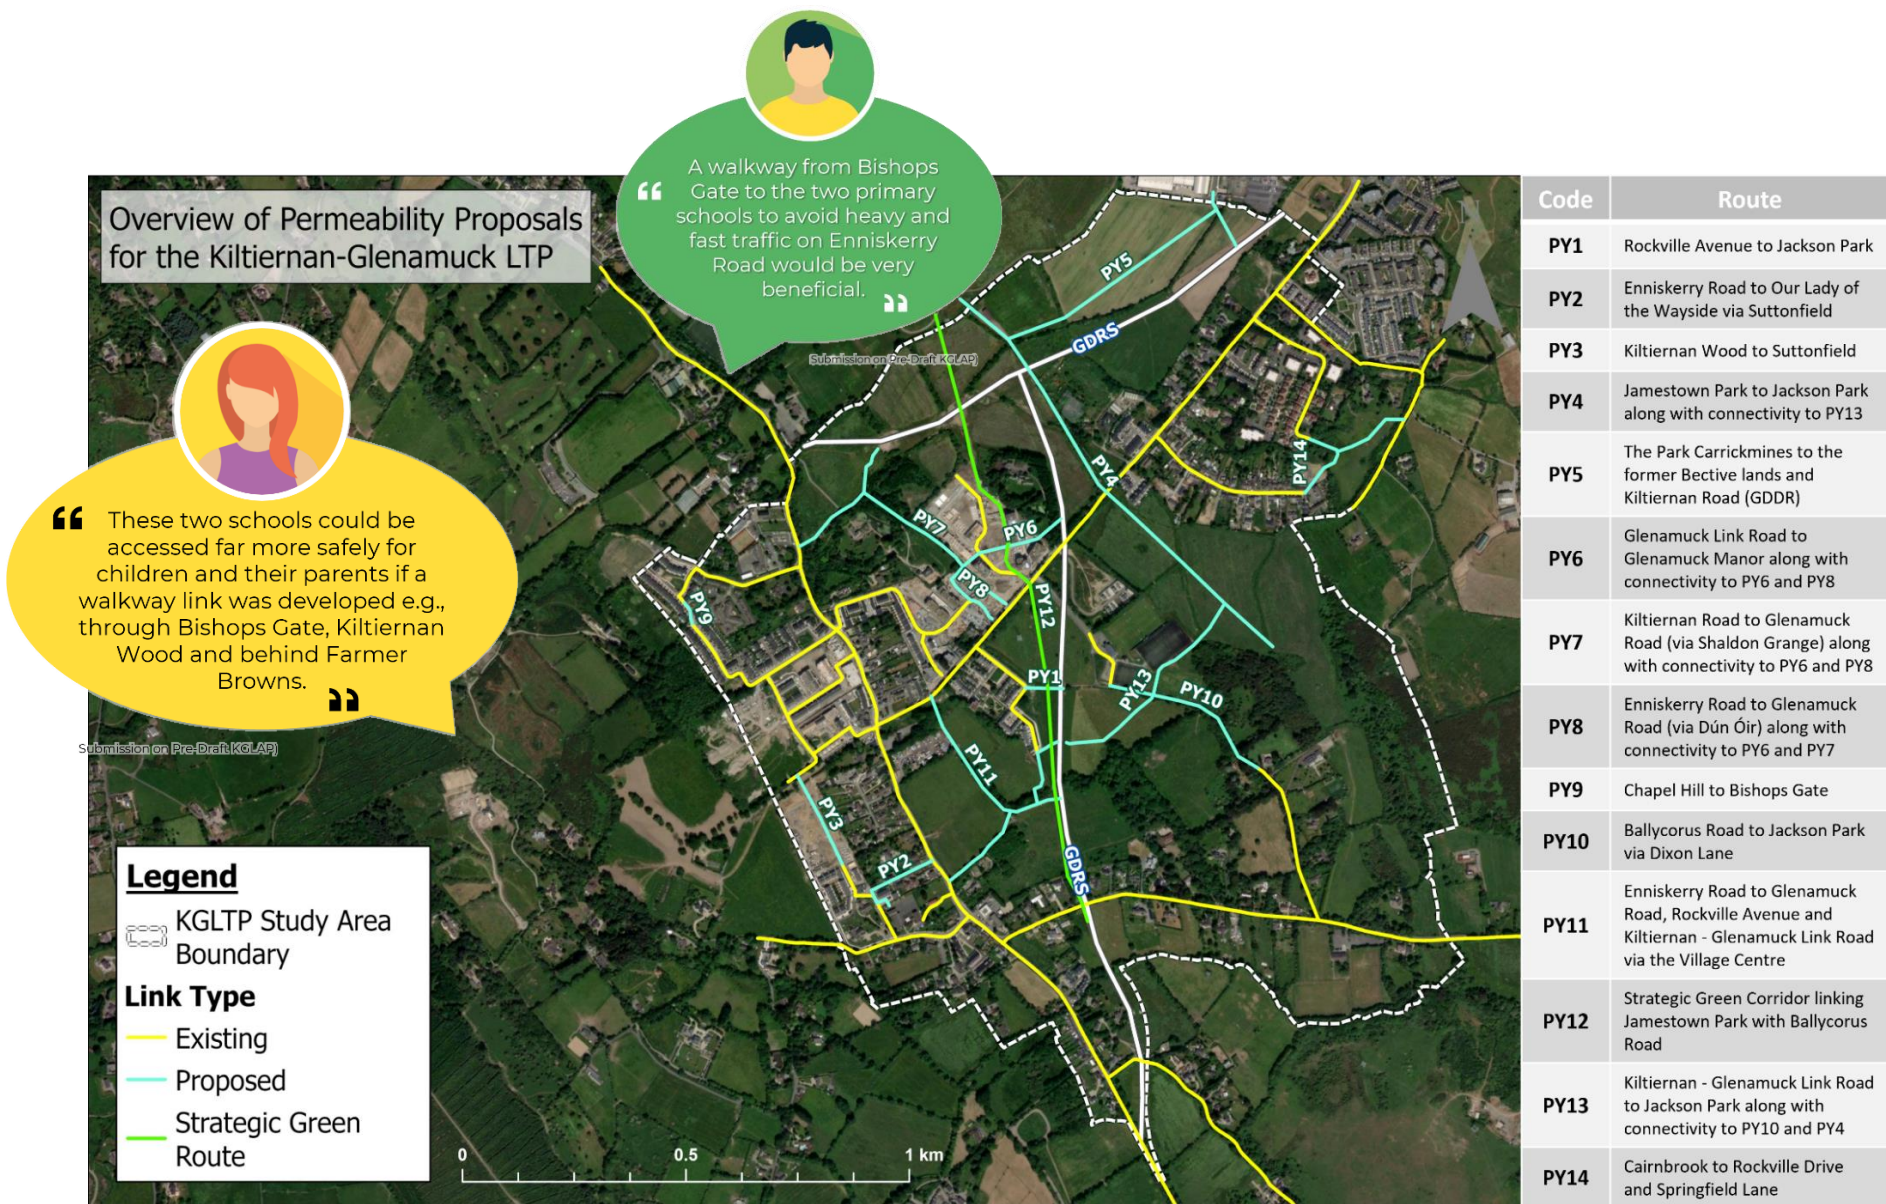 “ A walkway from Bishops
Gate to the two primary
schools to avoid heavy and
fast traffic on Enniskerry
Road would be very
beneficial. ”
Submission on Pre-Draft KGLAP)
Overview of Permeability Proposals
for the Kiltiernan-Glenamuck LTP
“ These two schools could be
accessed far more safely for
children and their parents if a
walkway link was developed e.g.,
through Bishops Gate, Kiltiernan
Wood and behind Farmer
Browns. ”
Submission on Pre-Draft KGLAP)
PY5
GDRS
PY4
PY14
PY7
PY6
PY8
PY12
PY9
PY1
PY13
PY10
PY11
PY3
PY2
GDRS
Legend
KGLTP Study Area
Boundary
Link Type
Existing
Proposed
Strategic Green
Route
0 0.5 1 km
Code Route
PY1 Rockville Avenue to Jackson Park
PY2 Enniskerry Road to Our Lady of
the Wayside via Suttonfield
PY3 Kiltiernan Wood to Suttonfield
PY4 Jamestown Park to Jackson Park
along with connectivity to PY13
PY5 The Park Carrickmines to the
former Bective lands and
Kiltiernan Road (GDDR)
PY6 Glenamuck Link Road to
Glenamuck Manor along with
connectivity to PY6 and PY8
PY7 Kiltiernan Road to Glenamuck
Road (via Shaldon Grange) along
with connectivity to PY6 and PY8
PY8 Enniskerry Road to Glenamuck
Road (via Dún Óir) along with
connectivity to PY6 and PY7
PY9 Chapel Hill to Bishops Gate
PY10 Ballycorus Road to Jackson Park
via Dixon Lane
PY11 Enniskerry Road to Glenamuck
Road, Rockville Avenue and
Kiltiernan - Glenamuck Link Road
via the Village Centre
PY12 Strategic Green Corridor linking
Jamestown Park with Ballycorus
Road
PY13 Kiltiernan - Glenamuck Link Road
to Jackson Park along with
connectivity to PY10 and PY4
PY14 Cairnbrook to Rockville Drive
and Springfield Lane